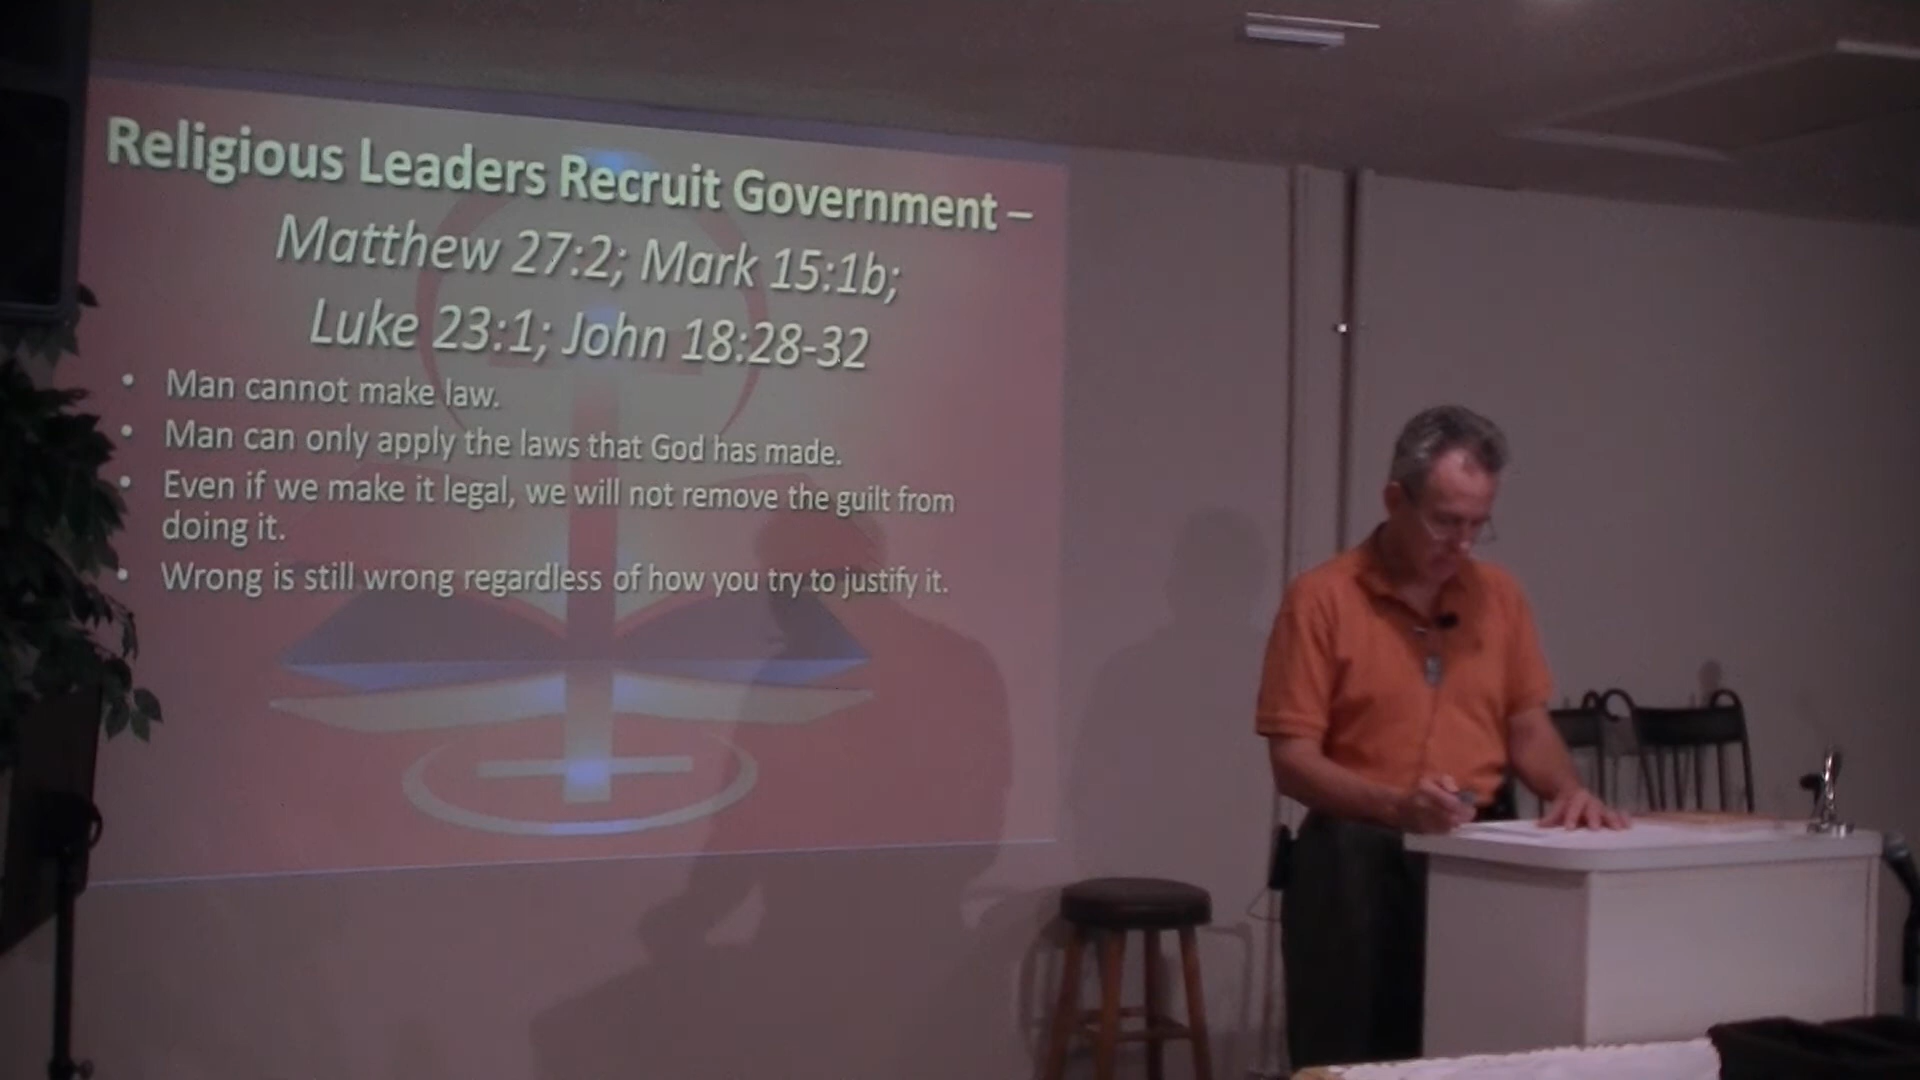 Religious Leaders Recruit Government –
Matthew 27:2; Mark 15:1b;
Luke 23:1; John 18:28-32
• Man cannot make law.
• Man can only apply the laws that God has made.
• Even if we make it legal, we will not remove the guilt from
doing it.
• Wrong is still wrong regardless of how you try to justify it.